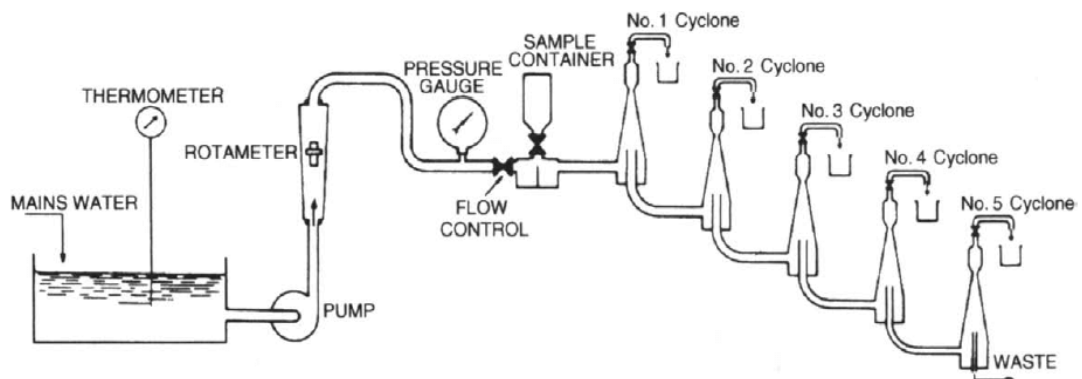 No. 1 Cyclone
SAMPLE
CONTAINER
No. 2 Cyclone
PRESSURE
GAUGE
THERMOMETER
No. 3 Cyclone
ROTAMETER
No. 4 Cyclone
MAINS WATER
FLOW
CONTROL
No. 5 Cyclone
PUMP
WASTE